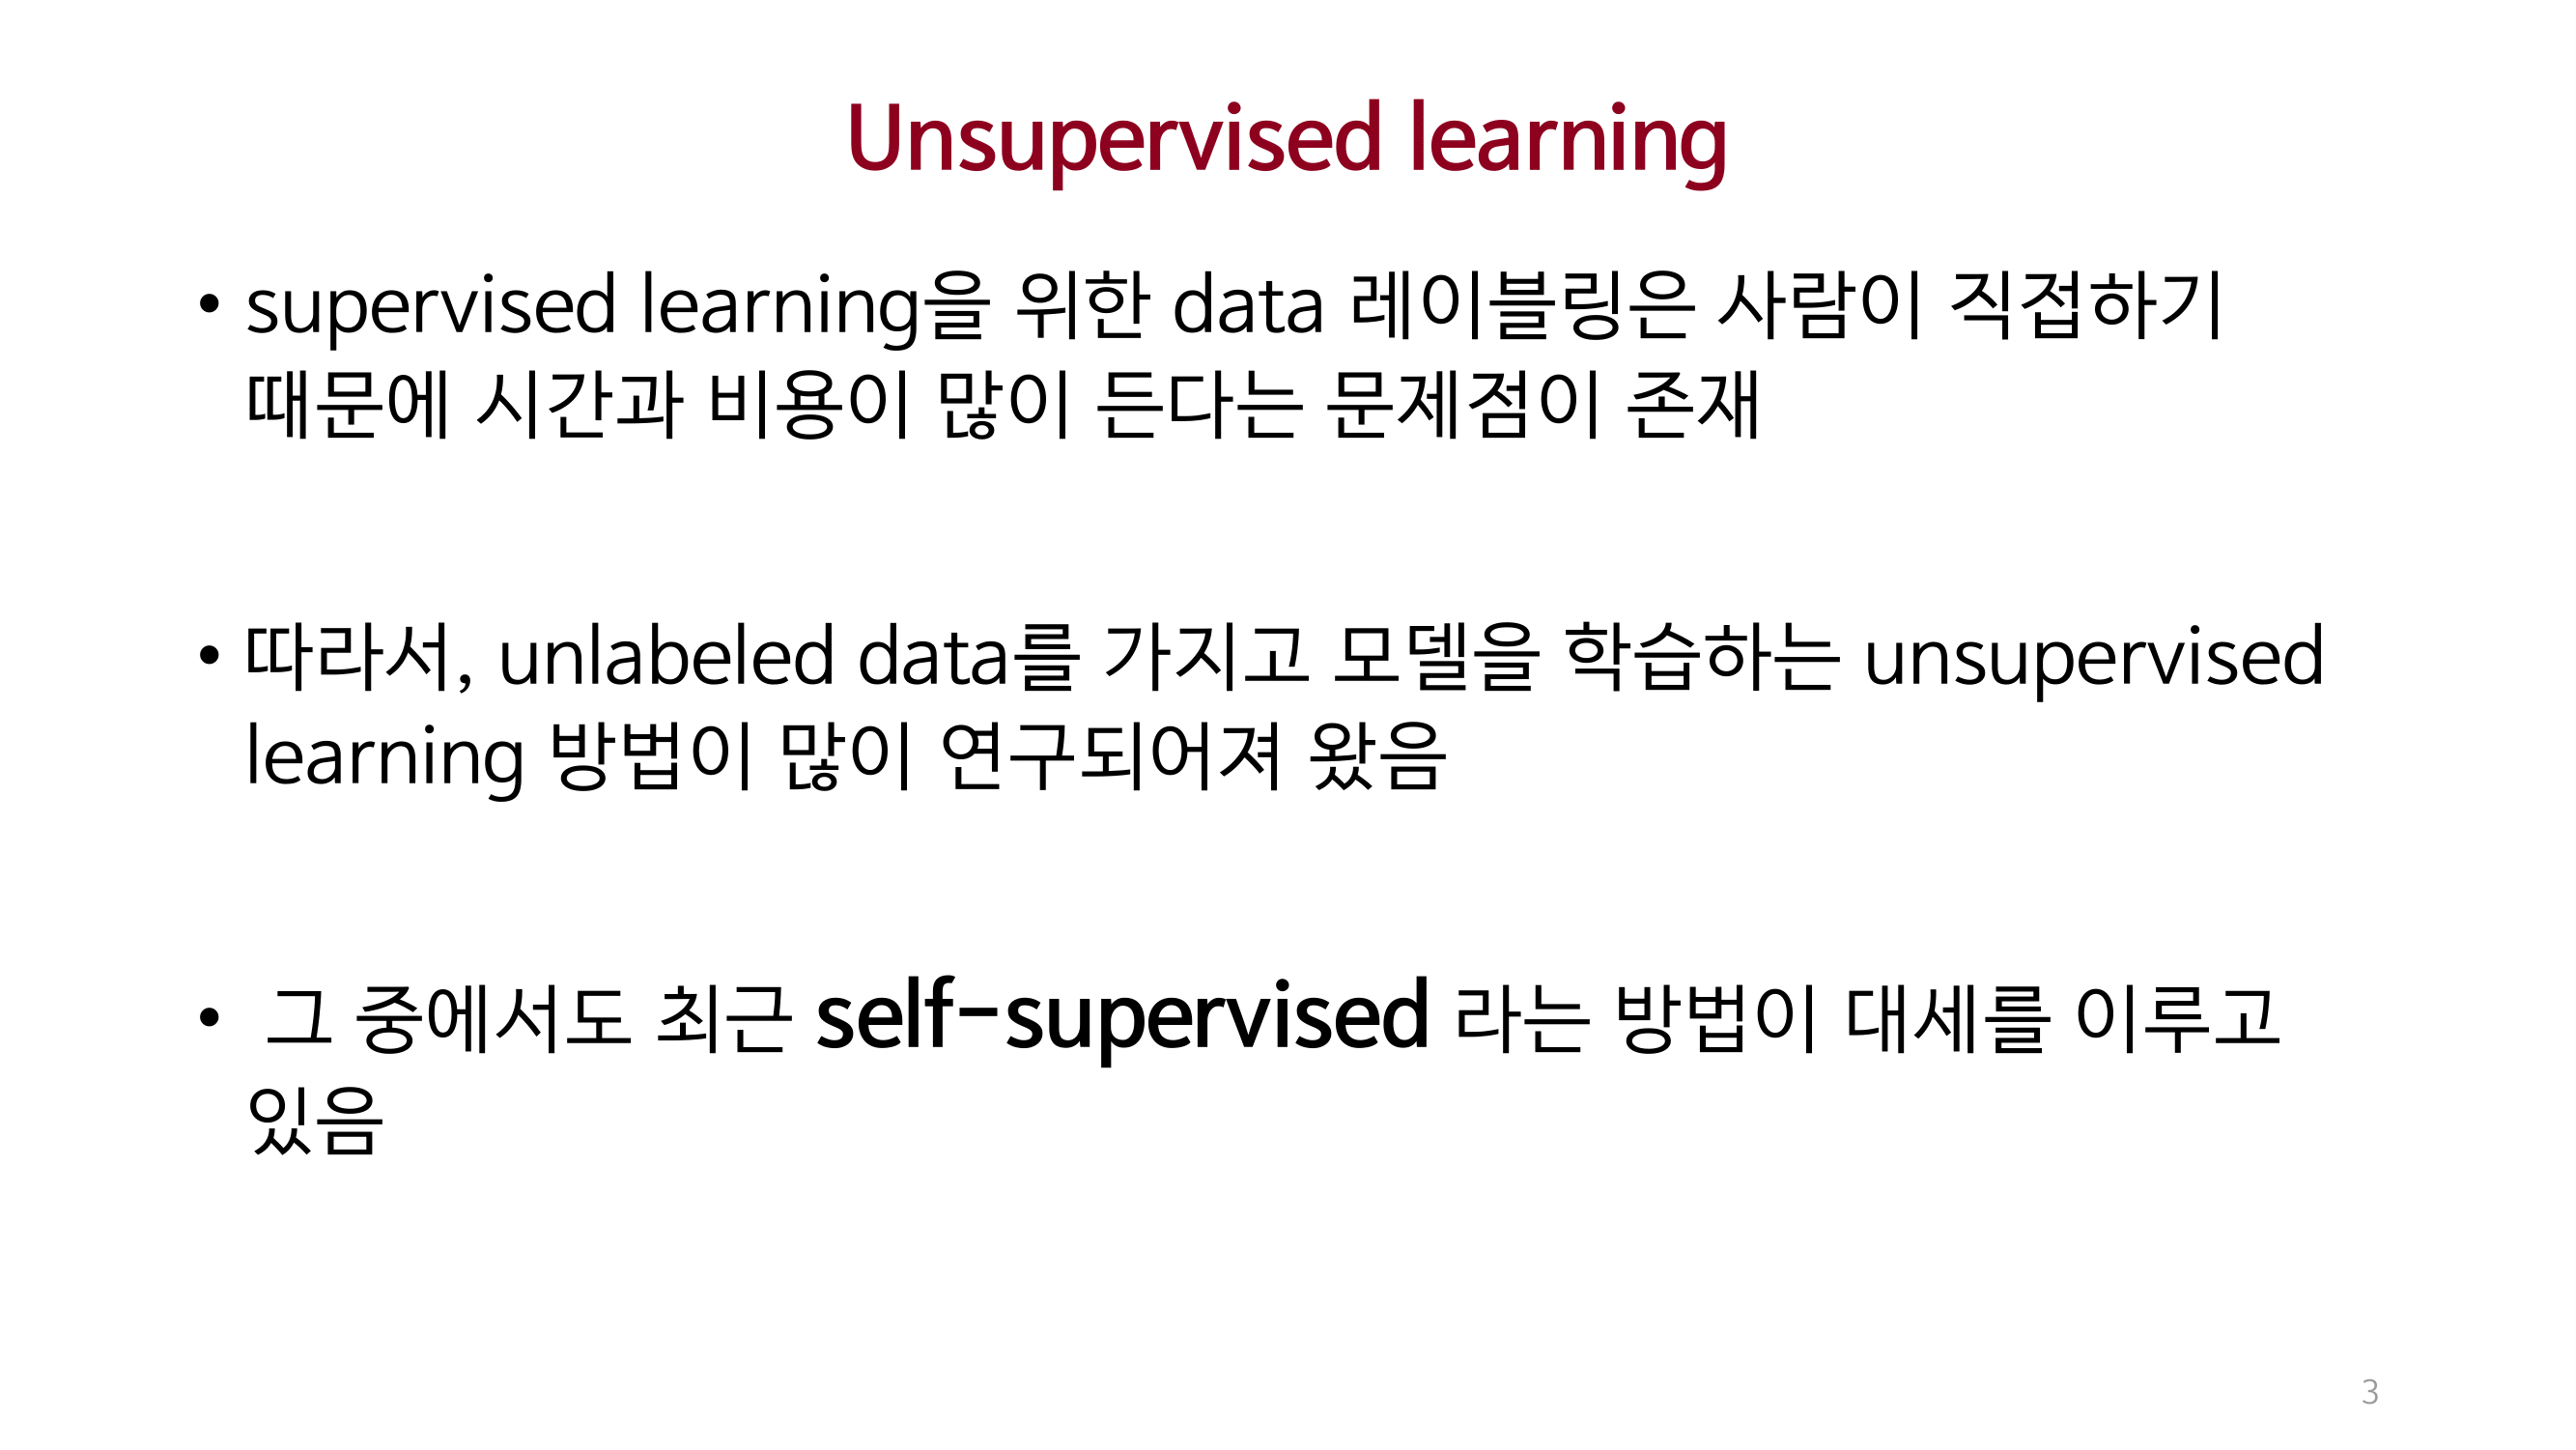 Unsupervised learning
• supervised learning을 위한 data 레이블링은 사람이 직접하기
때문에 시간과 비용이 많이 든다는 문제점이 존재
• 따라서, unlabeled data를 가지고 모델을 학습하는 unsupervised
learning 방법이 많이 연구되어져 왔음
• 그 중에서도 최근 self-supervised 라는 방법이 대세를 이루고
있음
3